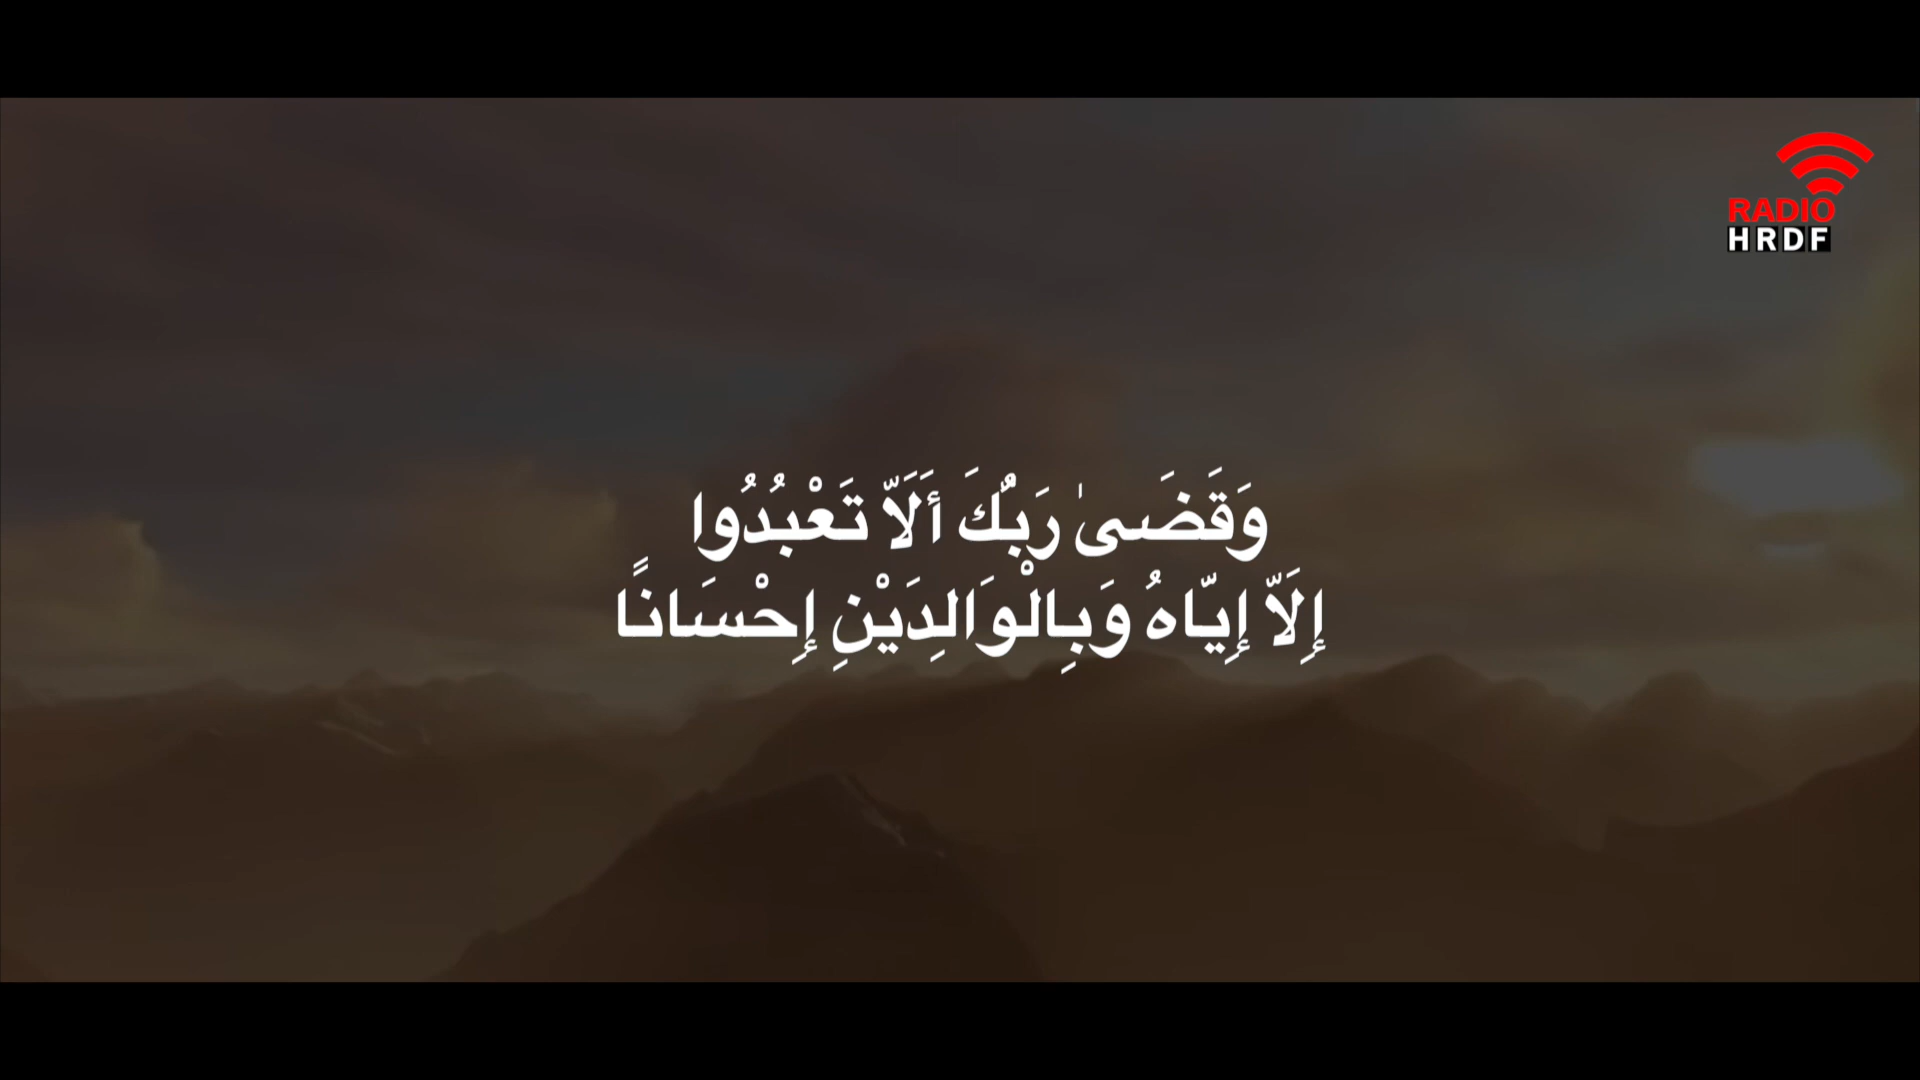 RADIO
HRDF
وَقَضَىٰ رَبُّكَ أَلَاّ تَعْبُدُوا
إِلَاّ إِيّاهُ وَبِالْوَالِدَيْنِ إِحْسَانًا